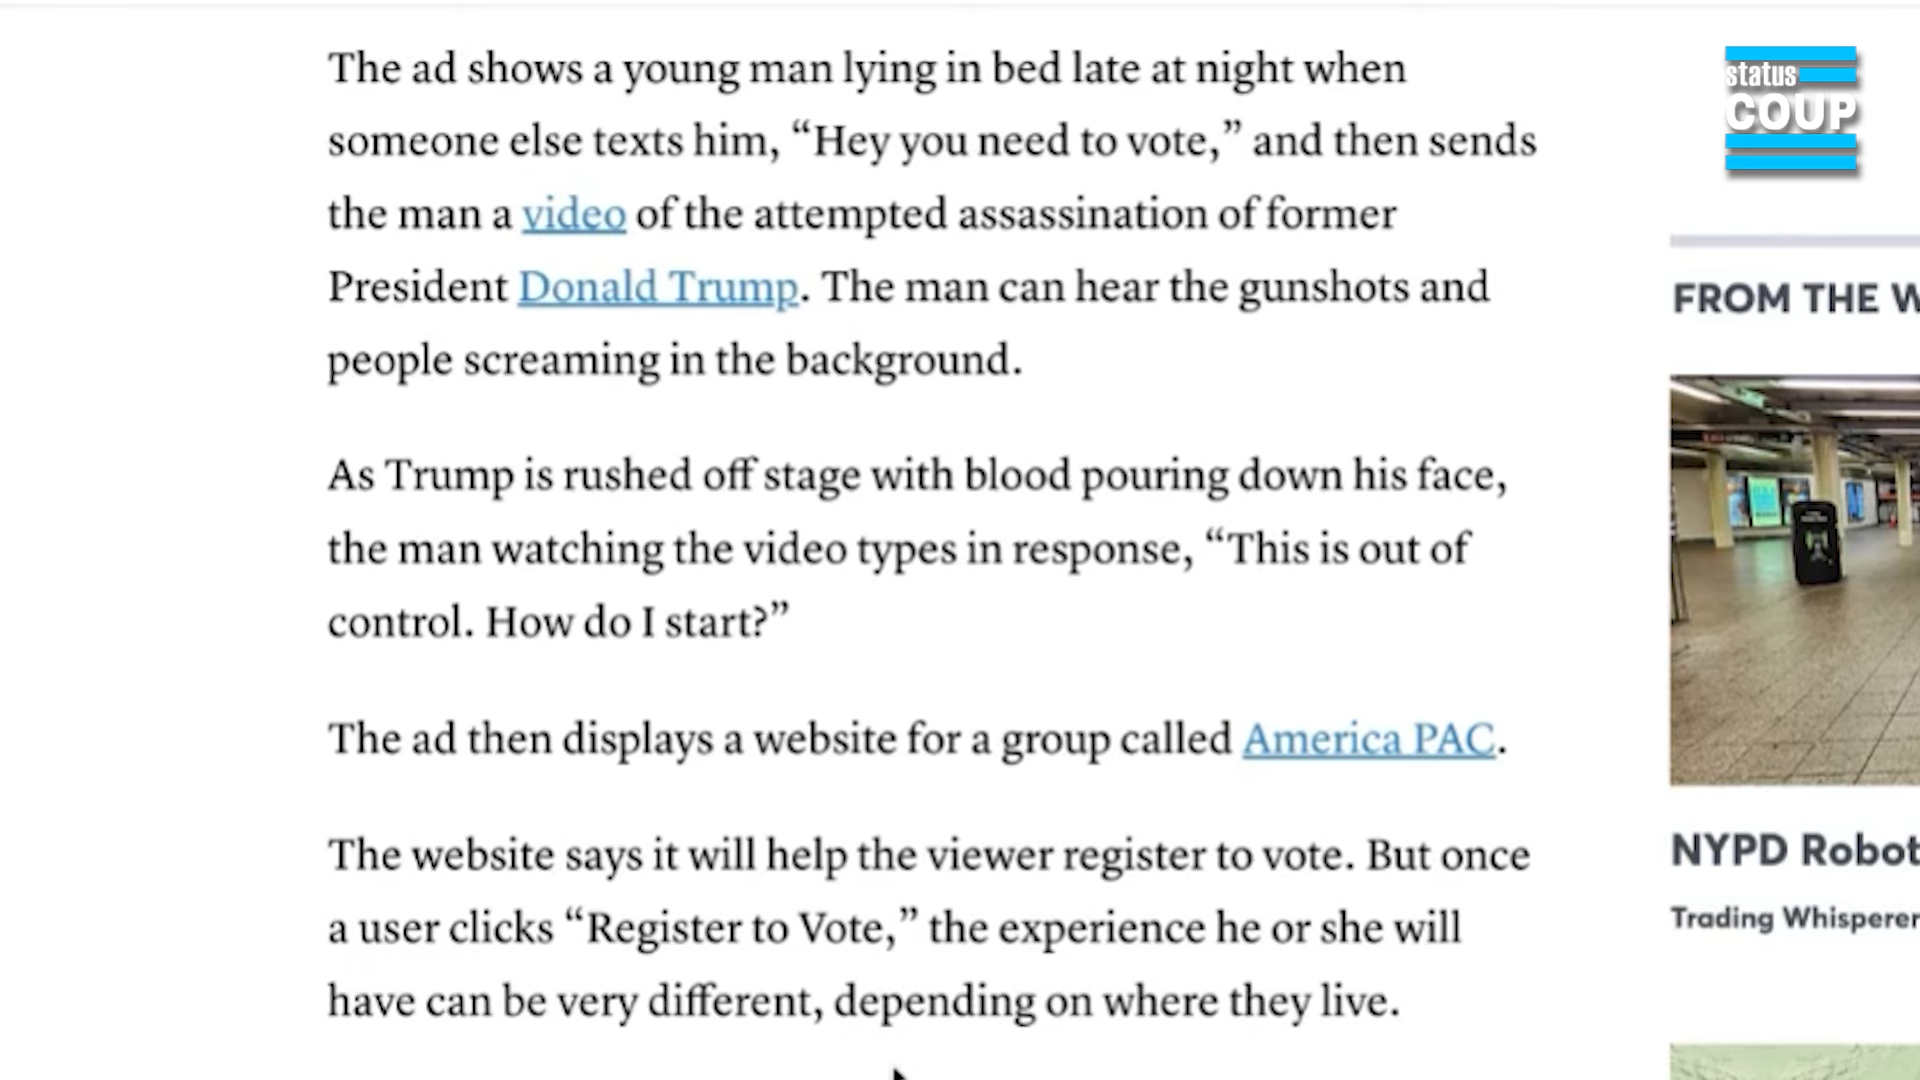 The ad shows a young man lying in bed late at night when
someone else texts him, “Hey you need to vote,” and then sends
the man a video of the attempted assassination of former
President Donald Trump. The man can hear the gunshots and
people screaming in the background.
As Trump is rushed off stage with blood pouring down his face,
the man watching the video types in response, “This is out of
control. How do I start?”
The ad then displays a website for a group called America PAC.
The website says it will help the viewer register to vote. But once
a user clicks “Register to Vote,” the experience he or she will
have can be very different, depending on where they live.
status
COUP
FROM THE W
NYPD Robot
Trading Whisperer